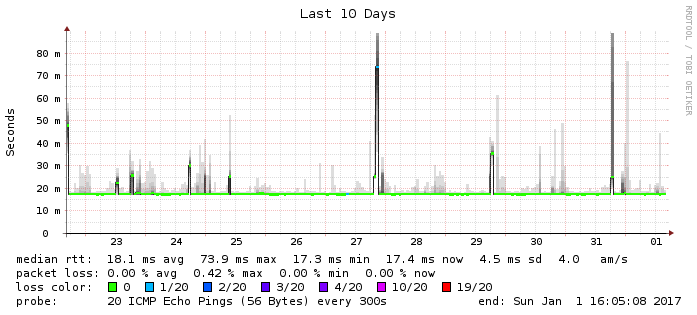 Last 10 Days
RRDTOOL / TOBI OETIKER
Seconds
80 m
70 m
60 m
50 m
40 m
30 m
20 m
10 m
0
23 24 25 26 27 28 29 30 31 01
median rtt: 18.1 ms avg 73.9 ms max 17.3 ms min 17.4 ms now 4.5 ms sd 4.0 am/s
packet loss: 0.00 % avg 0.42 % max 0.00 % min 0.00 % now
loss color: 0 1/20 2/20 3/20 4/20 10/20 19/20
probe: 20 ICMP Echo Pings (56 Bytes) every 300s end: Sun Jan 1 16:05:08 2017